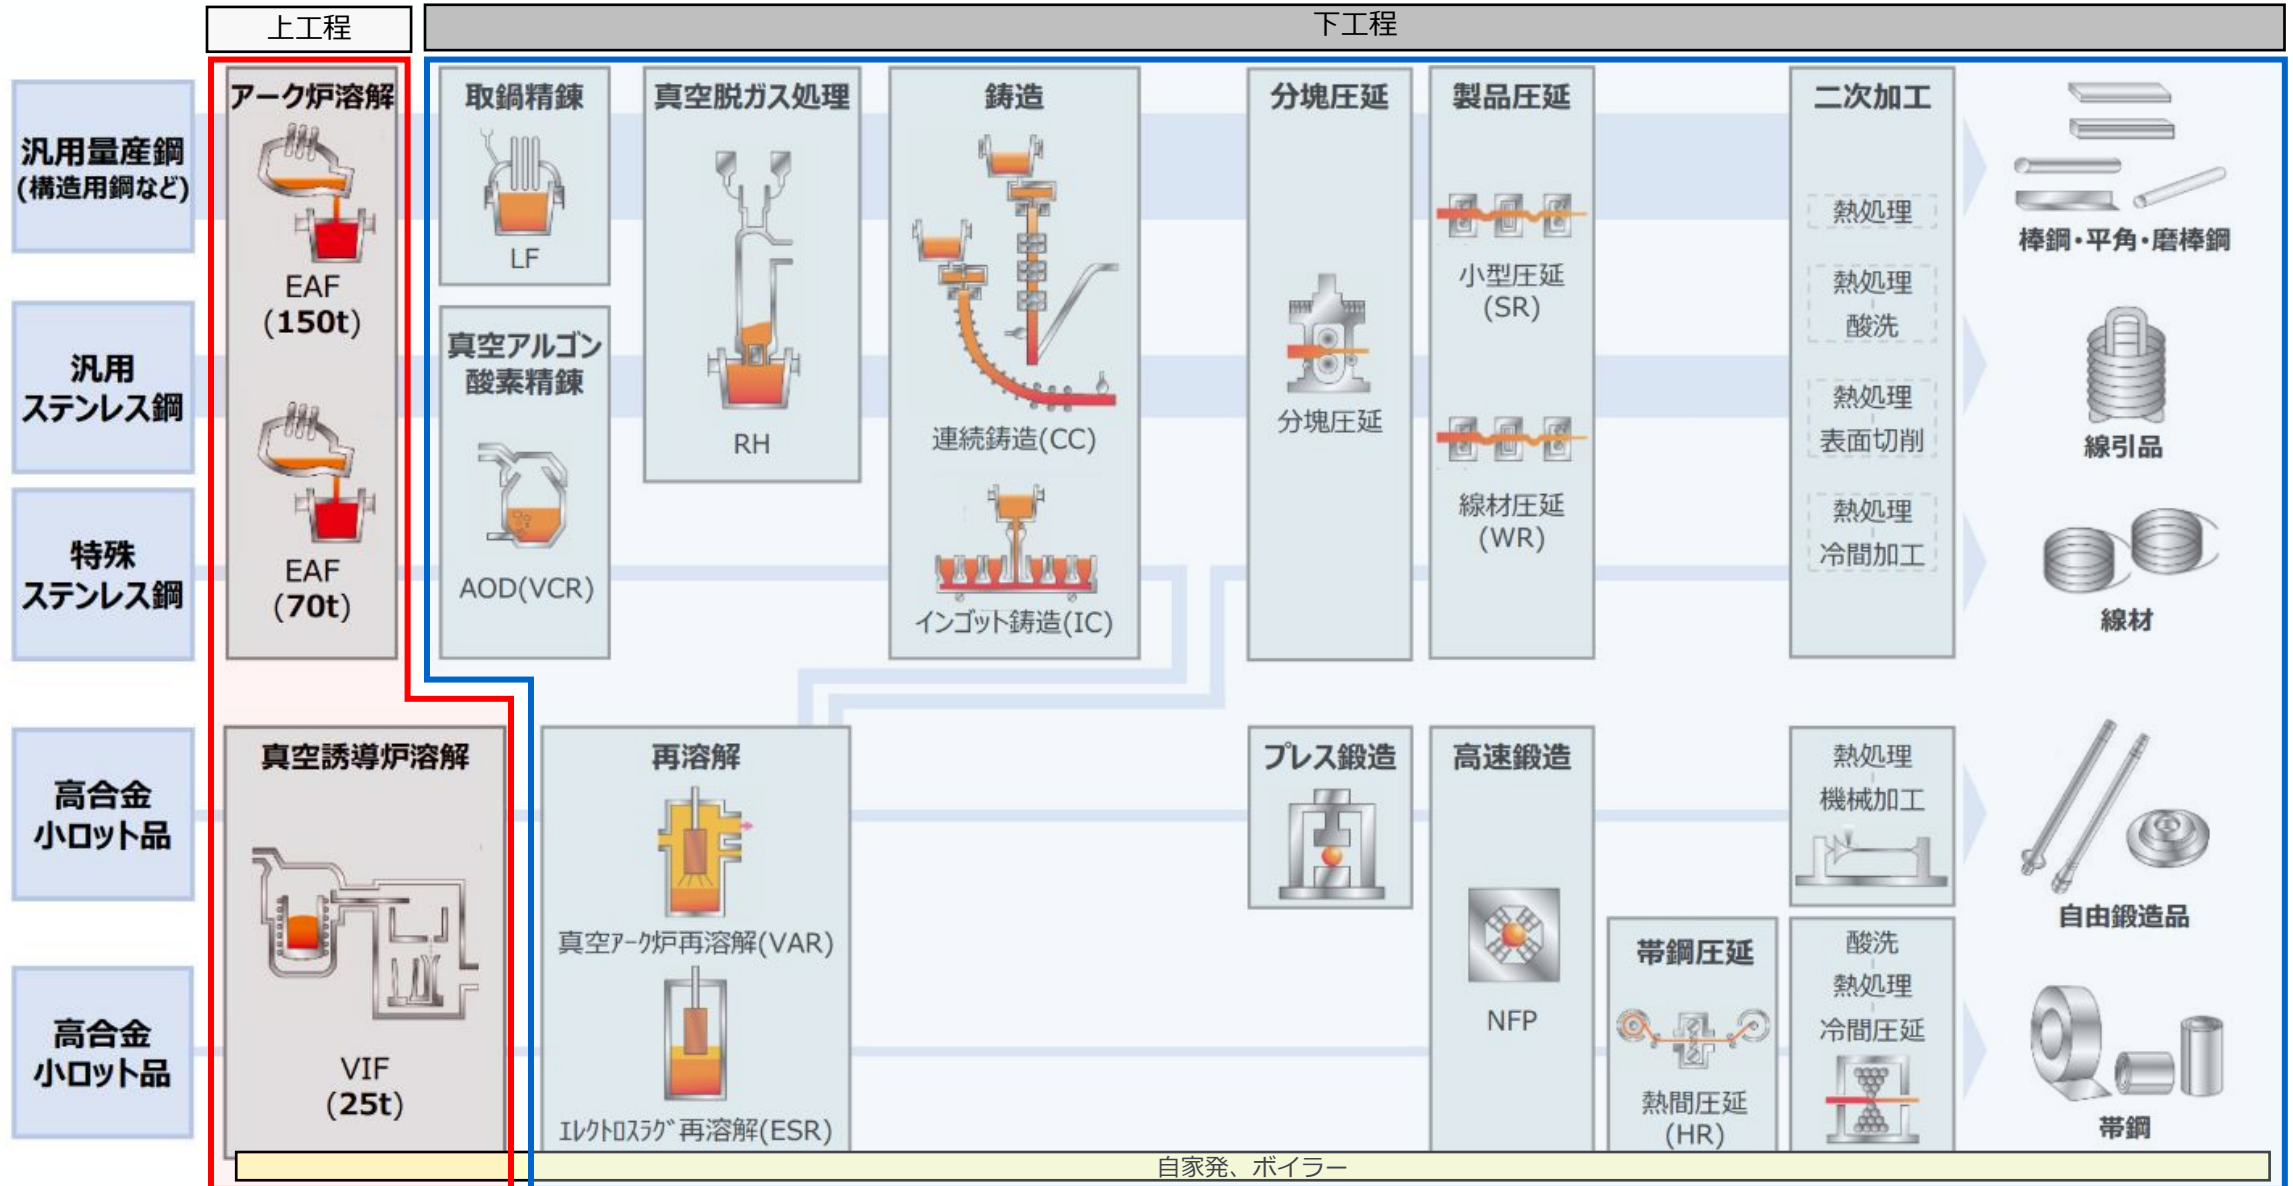 上工程
下工程
汎用量産鋼
(構造用鋼など)
汎用
ステンレス鋼
特殊
ステンレス鋼
高合金
小ロット品
高合金
小ロット品
アーク炉溶解
EAF
(150t)
EAF
(70t)
真空誘導炉溶解
VIF
(25t)
取鍋精錬
LF
真空アルゴン
酸素精錬
AOD(VCR)
真空脱ガス処理
RH
鋳造
連続鋳造(CC)
インゴット鋳造(IC)
再溶解
真空ｱｰｸ炉再溶解(VAR)
ｴﾚｸﾄﾛｽﾗｸﾞ再溶解(ESR)
分塊圧延
分塊圧延
プレス鍛造
製品圧延
小型圧延
(SR)
線材圧延
(WR)
高速鍛造
NFP
帯鋼圧延
熱間圧延
(HR)
二次加工
熱処理
熱処理
酸洗
熱処理
表面切削
熱処理
冷間加工
熱処理
機械加工
酸洗
熱処理
冷間圧延
棒鋼・平角・磨棒鋼
線引品
線材
自由鍛造品
帯鋼
自家発、ボイラー